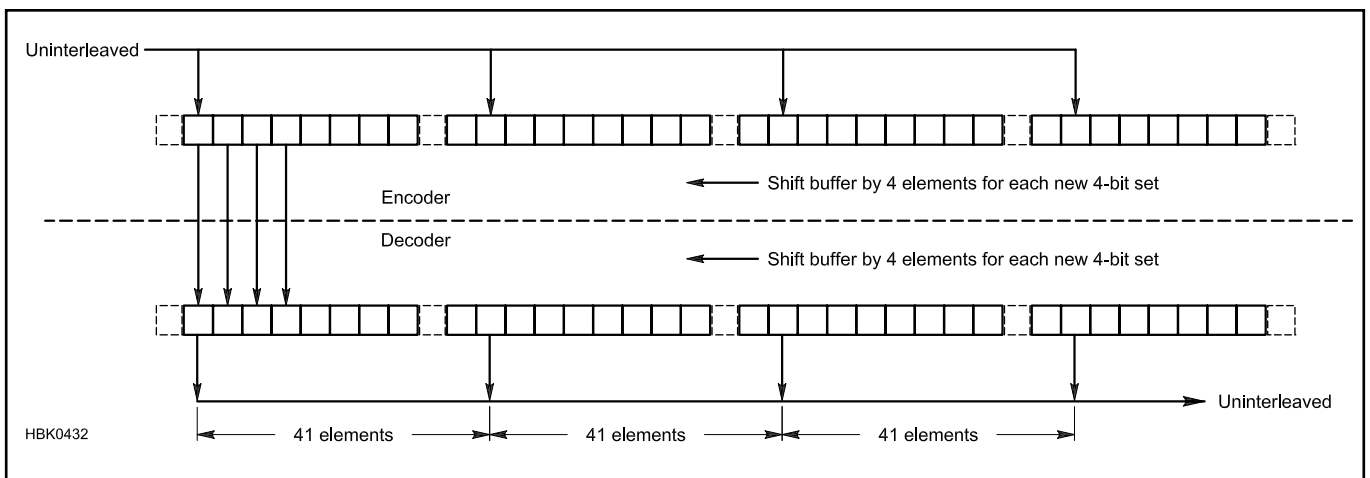 Uninterleaved
Shift buffer by 4 elements for each new 4-bit set
Encoder
Decoder
Shift buffer by 4 elements for each new 4-bit set
Uninterleaved
HBK0432
41 elements
41 elements
41 elements